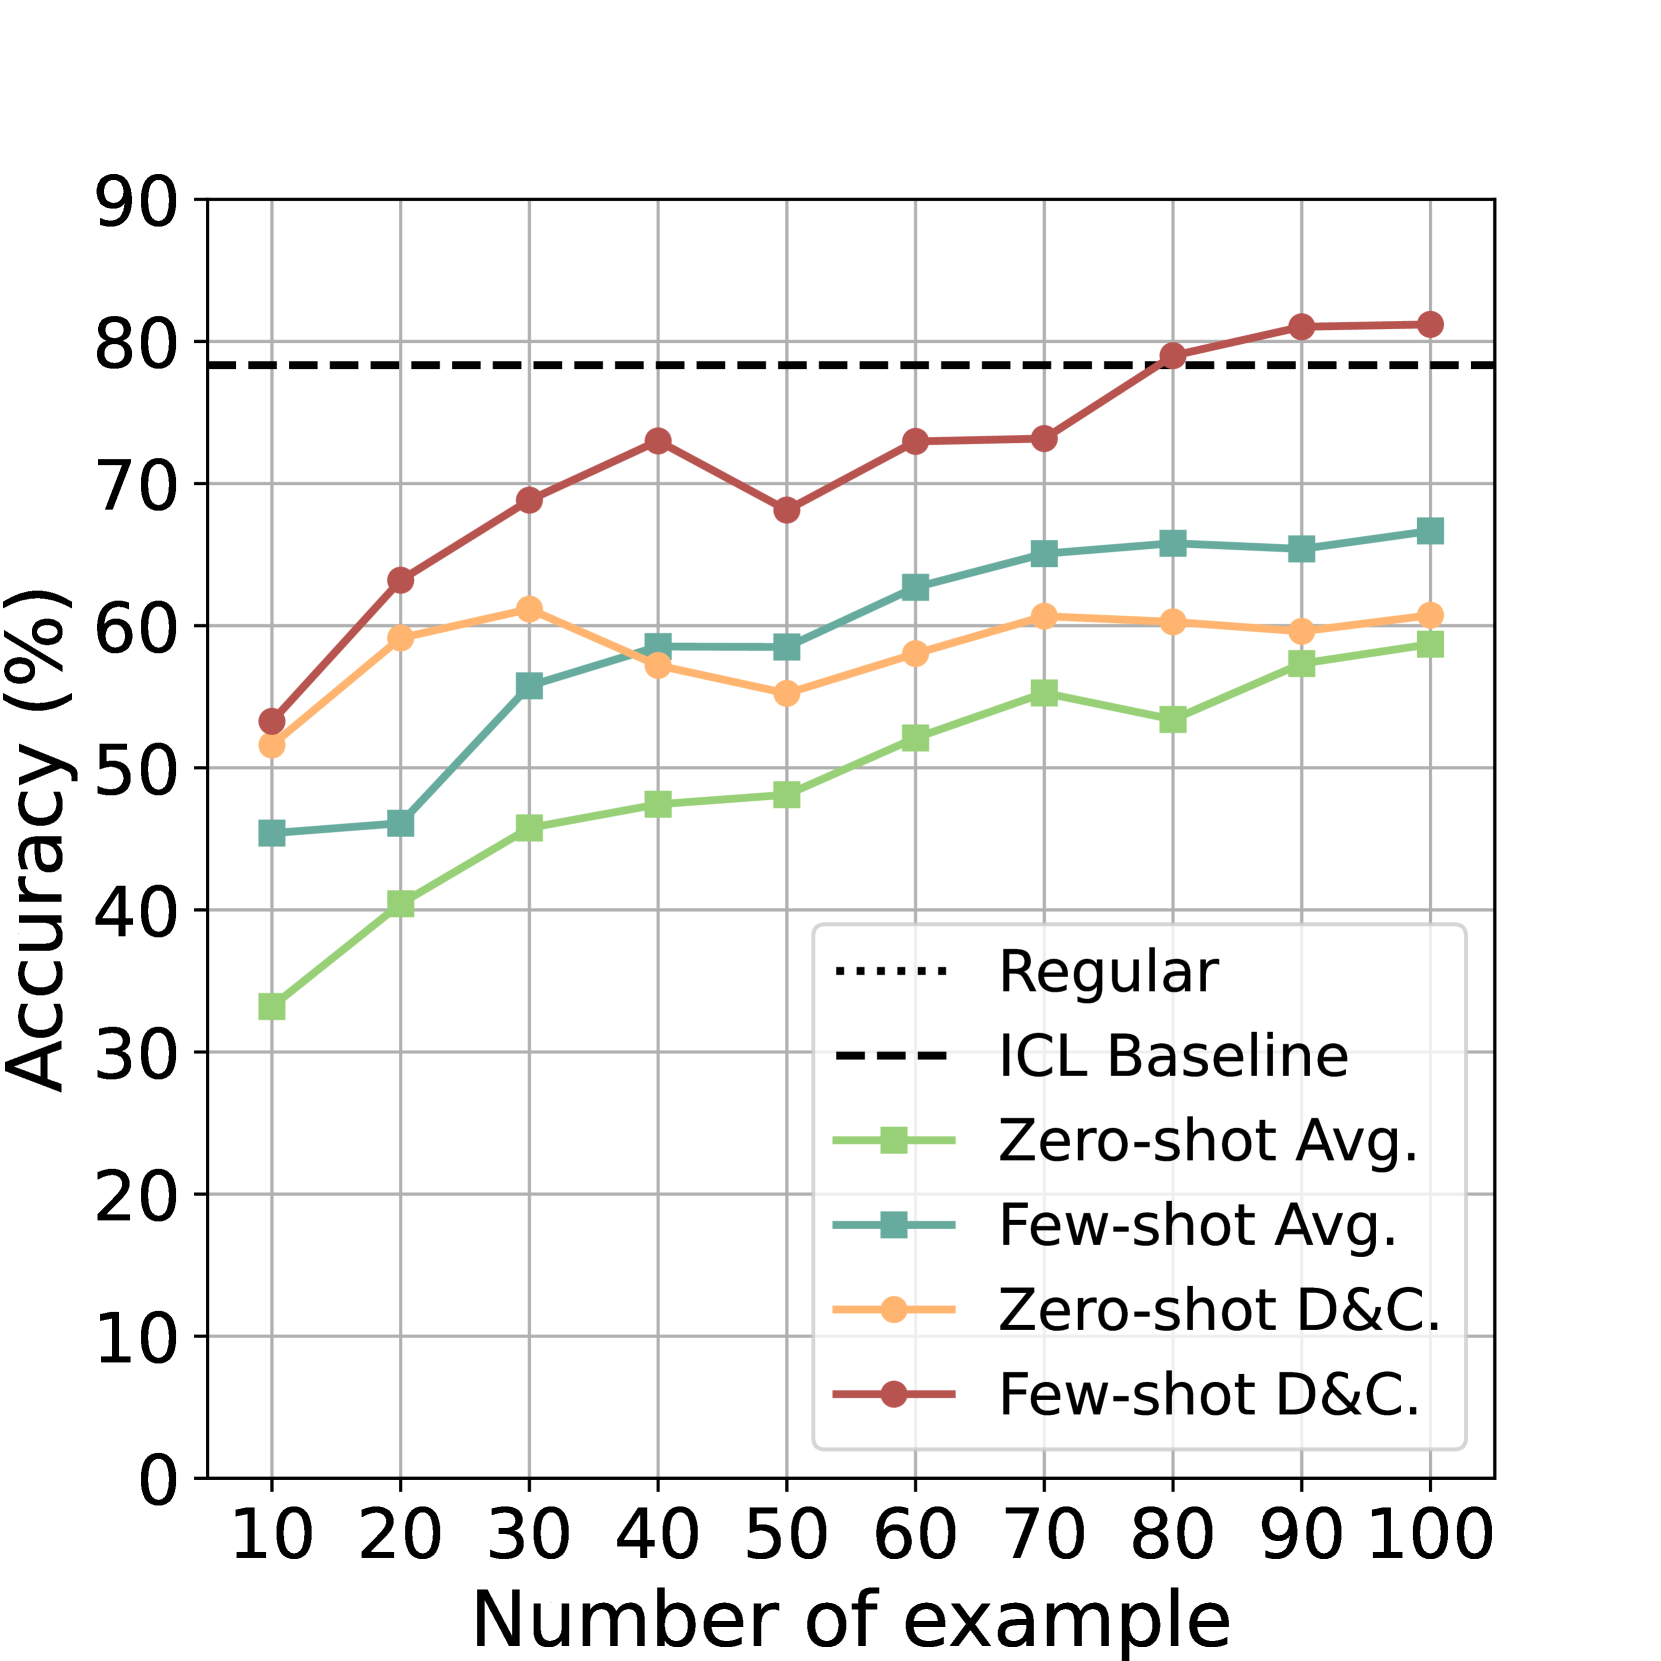 90
80
70
60
50
40
30
20
10
0
Accuracy (%)
10 20 30 40 50 60 70 80 90 100
Number of example
Regular
ICL Baseline
Zero-shot Avg.
Few-shot Avg.
Zero-shot D&C.
Few-shot D&C.